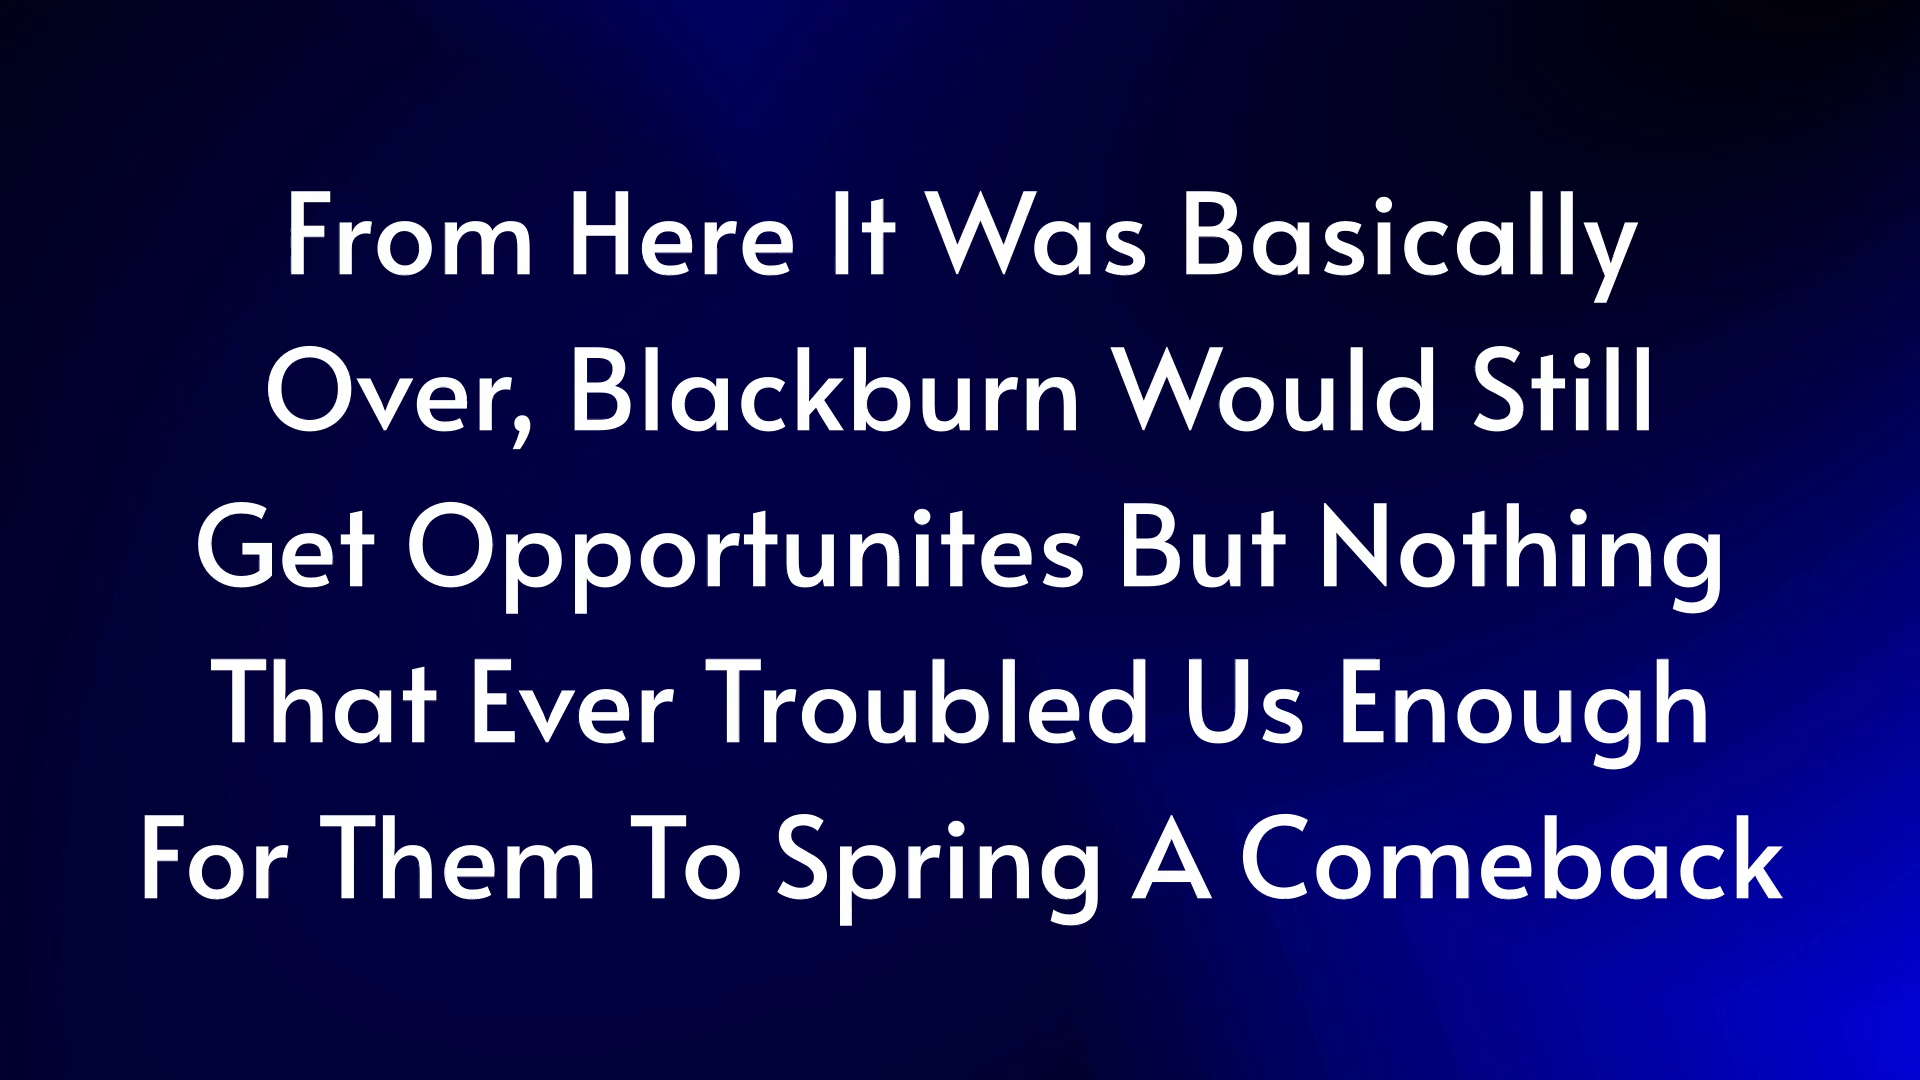 From Here It Was Basically
Over, Blackburn Would Still
Get Opportunites But Nothing
That Ever Troubled Us Enough
For Them To Spring A Comeback